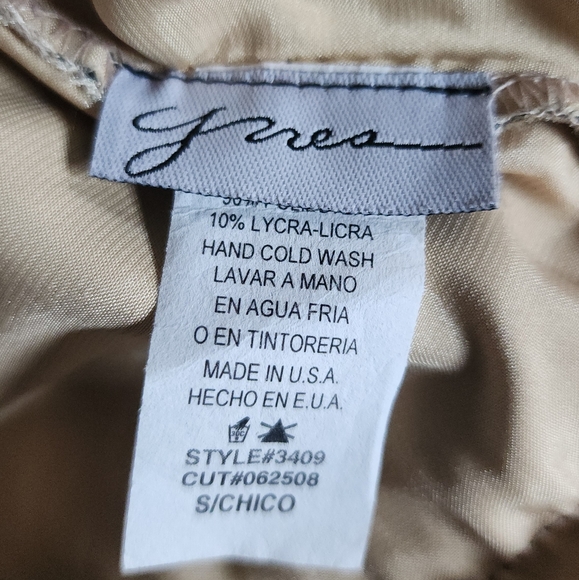 10% LYCRA-LICRA
HAND COLD WASH
LAVAR A MANO
EN AGUA FRIA
O EN TINTORERIA
MADE IN U.S.A.
HECHO EN E.U.A.
STYLE#3409
CUT#062508
S/CHICO